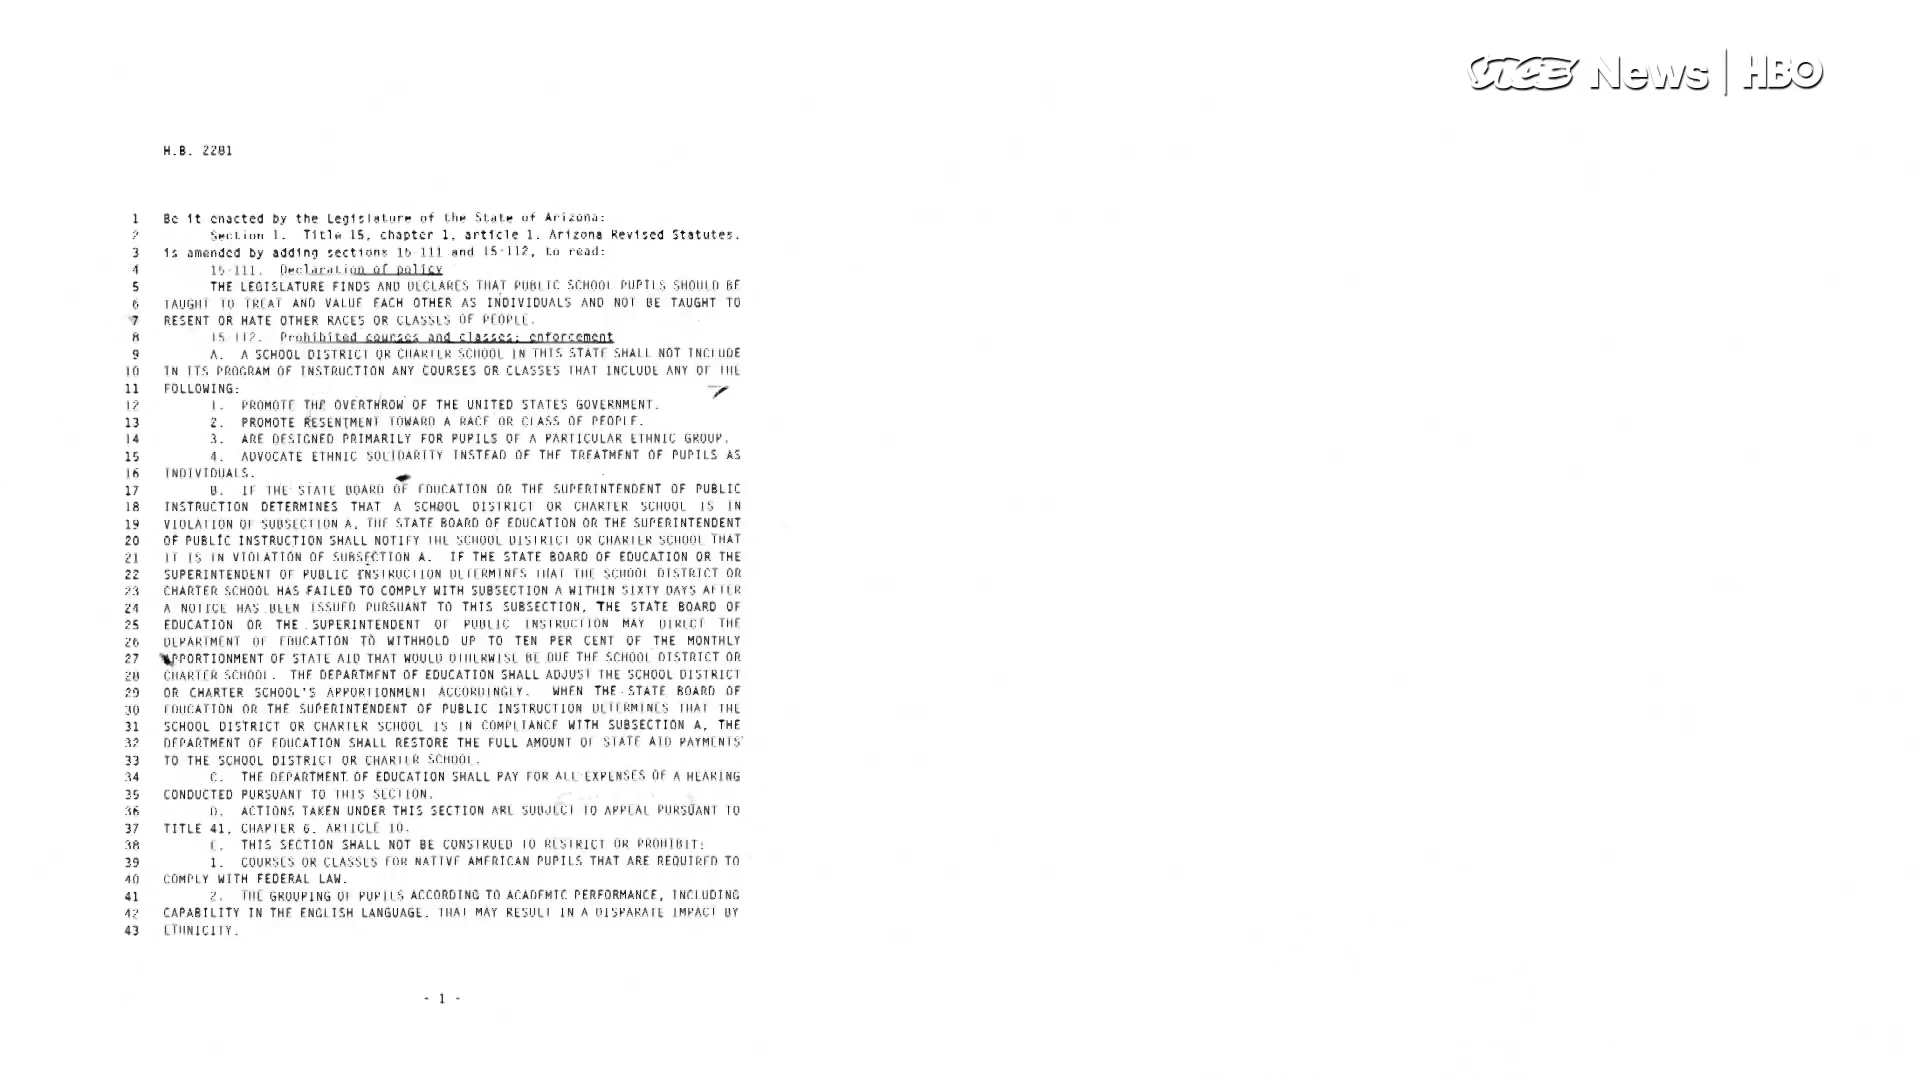 VICE News | HBO
H.B. 2281
1 Be it enacted by the Legislature of the State of Arizona:
2 Section 1. Title 15, chapter 1, article 1, Arizona Revised Statutes,
3 is amended by adding sections 15-111 and 15-112, to read:
4 15-111. Declaration of policy
5 THE LEGISLATURE FINDS AND DECLARES THAT PUBLIC SCHOOL PUPILS SHOULD BE
6 TAUGHT TO TREAT AND VALUE EACH OTHER AS INDIVIDUALS AND NOT BE TAUGHT TO
7 RESENT OR HATE OTHER RACES OR CLASSES OF PEOPLE.
8 15-112. Prohibited courses and classes; enforcement
9 A. A SCHOOL DISTRICT OR CHARTER SCHOOL IN THIS STATE SHALL NOT INCLUDE
10 IN ITS PROGRAM OF INSTRUCTION ANY COURSES OR CLASSES THAT INCLUDE ANY OF THE
11 FOLLOWING:
12 1. PROMOTE THE OVERTHROW OF THE UNITED STATES GOVERNMENT.
13 2. PROMOTE RESENTMENT TOWARD A RACE OR CLASS OF PEOPLE.
14 3. ARE DESIGNED PRIMARILY FOR PUPILS OF A PARTICULAR ETHNIC GROUP.
15 4. ADVOCATE ETHNIC SOLIDARITY INSTEAD OF THE TREATMENT OF PUPILS AS
16 INDIVIDUALS.
17 B. IF THE STATE BOARD OF EDUCATION OR THE SUPERINTENDENT OF PUBLIC
18 INSTRUCTION DETERMINES THAT A SCHOOL DISTRICT OR CHARTER SCHOOL IS IN
19 VIOLATION OF SUBSECTION A, THE STATE BOARD OF EDUCATION OR THE SUPERINTENDENT
20 OF PUBLIC INSTRUCTION SHALL NOTIFY THE SCHOOL DISTRICT OR CHARTER SCHOOL THAT
21 IT IS IN VIOLATION OF SUBSECTION A. IF THE STATE BOARD OF EDUCATION OR THE
22 SUPERINTENDENT OF PUBLIC INSTRUCTION DETERMINES THAT THE SCHOOL DISTRICT OR
23 CHARTER SCHOOL HAS FAILED TO COMPLY WITH SUBSECTION A WITHIN SIXTY DAYS AFTER
24 A NOTICE HAS BEEN ISSUED PURSUANT TO THIS SUBSECTION, THE STATE BOARD OF
25 EDUCATION OR THE SUPERINTENDENT OF PUBLIC INSTRUCTION MAY DIRECT THE
26 DEPARTMENT OF EDUCATION TO WITHHOLD UP TO TEN PER CENT OF THE MONTHLY
27 APPORTIONMENT OF STATE AID THAT WOULD OTHERWISE BE DUE THE SCHOOL DISTRICT OR
28 CHARTER SCHOOL. THE DEPARTMENT OF EDUCATION SHALL ADJUST THE SCHOOL DISTRICT
29 OR CHARTER SCHOOL'S APPORTIONMENT ACCORDINGLY. WHEN THE STATE BOARD OF
30 EDUCATION OR THE SUPERINTENDENT OF PUBLIC INSTRUCTION DETERMINES THAT THE
31 SCHOOL DISTRICT OR CHARTER SCHOOL IS IN COMPLIANCE WITH SUBSECTION A, THE
32 DEPARTMENT OF EDUCATION SHALL RESTORE THE FULL AMOUNT OF STATE AID PAYMENTS
33 TO THE SCHOOL DISTRICT OR CHARTER SCHOOL.
34 C. THE DEPARTMENT OF EDUCATION SHALL PAY FOR ALL EXPENSES OF A HEARING
35 CONDUCTED PURSUANT TO THIS SECTION.
36 D. ACTIONS TAKEN UNDER THIS SECTION ARE SUBJECT TO APPEAL PURSUANT TO
37 TITLE 41, CHAPTER 6, ARTICLE 10.
38 E. THIS SECTION SHALL NOT BE CONSTRUED TO RESTRICT OR PROHIBIT:
39 1. COURSES OR CLASSES FOR NATIVE AMERICAN PUPILS THAT ARE REQUIRED TO
40 COMPLY WITH FEDERAL LAW.
41 2. THE GROUPING OF PUPILS ACCORDING TO ACADEMIC PERFORMANCE, INCLUDING
42 CAPABILITY IN THE ENGLISH LANGUAGE, THAT MAY RESULT IN A DISPARATE IMPACT BY
43 ETHNICITY.
- 1 -